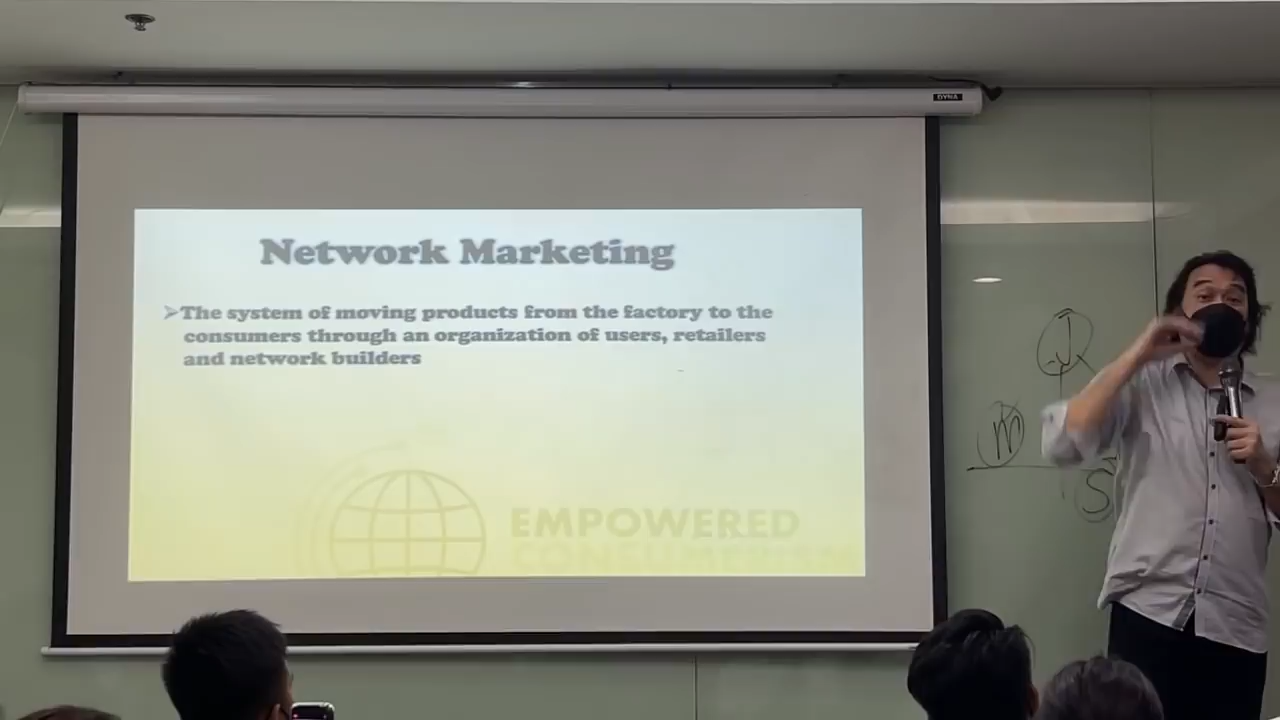 DYNA
Network Marketing
➢The system of moving products from the factory to the
consumers through an organization of users, retailers
and network builders
EMPOWERED
CONSUMERISM
J
M
S